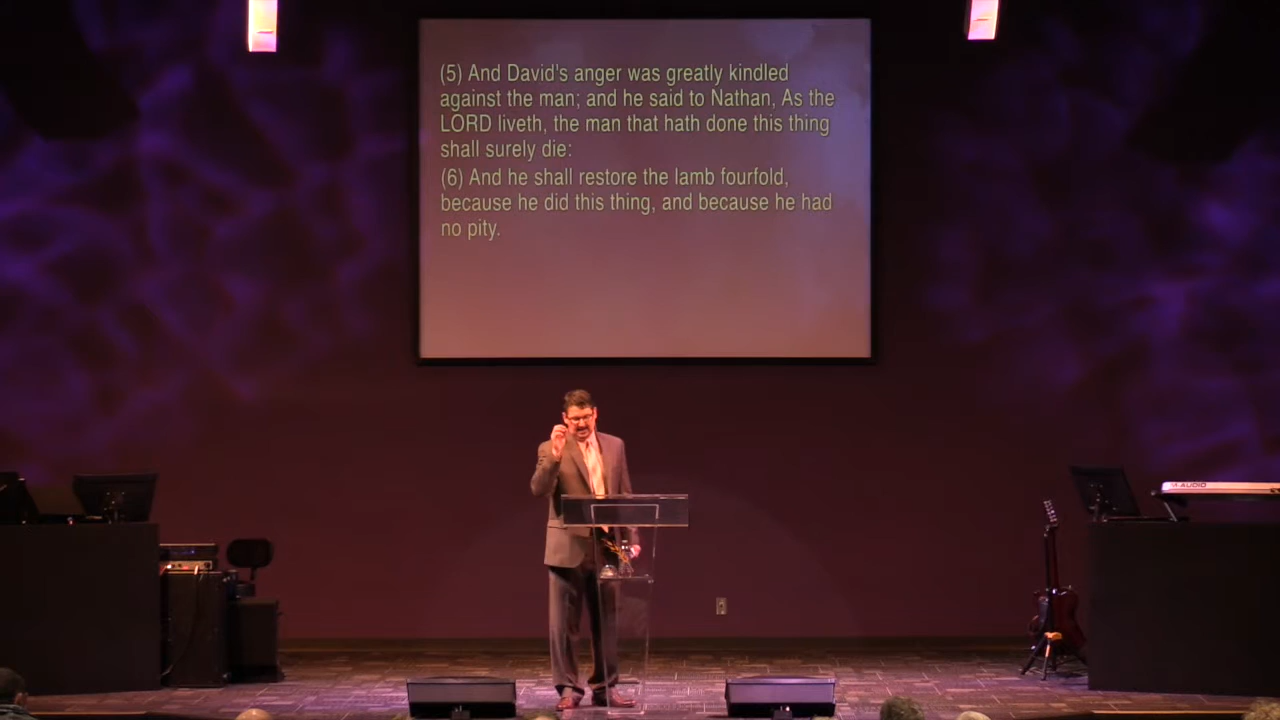 (5) And David's anger was greatly kindled
against the man; and he said to Nathan, As the
LORD liveth, the man that hath done this thing
shall surely die:
(6) And he shall restore the lamb fourfold,
because he did this thing, and because he had
no pity.
M-AUDIO